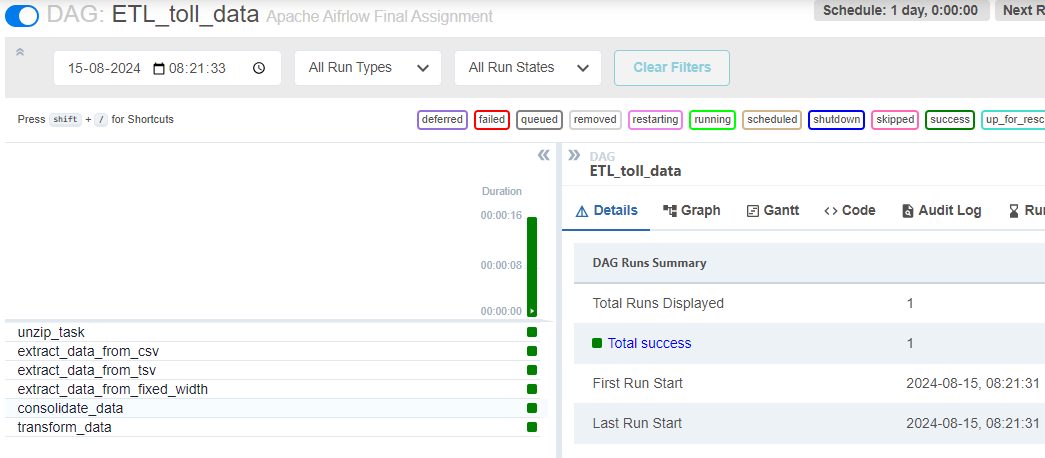 DAG: ETL_toll_data Apache Aifrlow Final Assignment
Schedule: 1 day, 0:00:00
Next R
15-08-2024 08:21:33
All Run Types
All Run States
Clear Filters
Press shift + / for Shortcuts
deferred failed queued removed restarting running scheduled shutdown skipped success up_for_resc
Duration
00:00:16
00:00:08
00:00:00
unzip_task
extract_data_from_csv
extract_data_from_tsv
extract_data_from_fixed_width
consolidate_data
transform_data
DAG
ETL_toll_data
Details Graph Gantt Code Audit Log Ru
DAG Runs Summary
Total Runs Displayed 1
Total success 1
First Run Start 2024-08-15, 08:21:31
Last Run Start 2024-08-15, 08:21:31